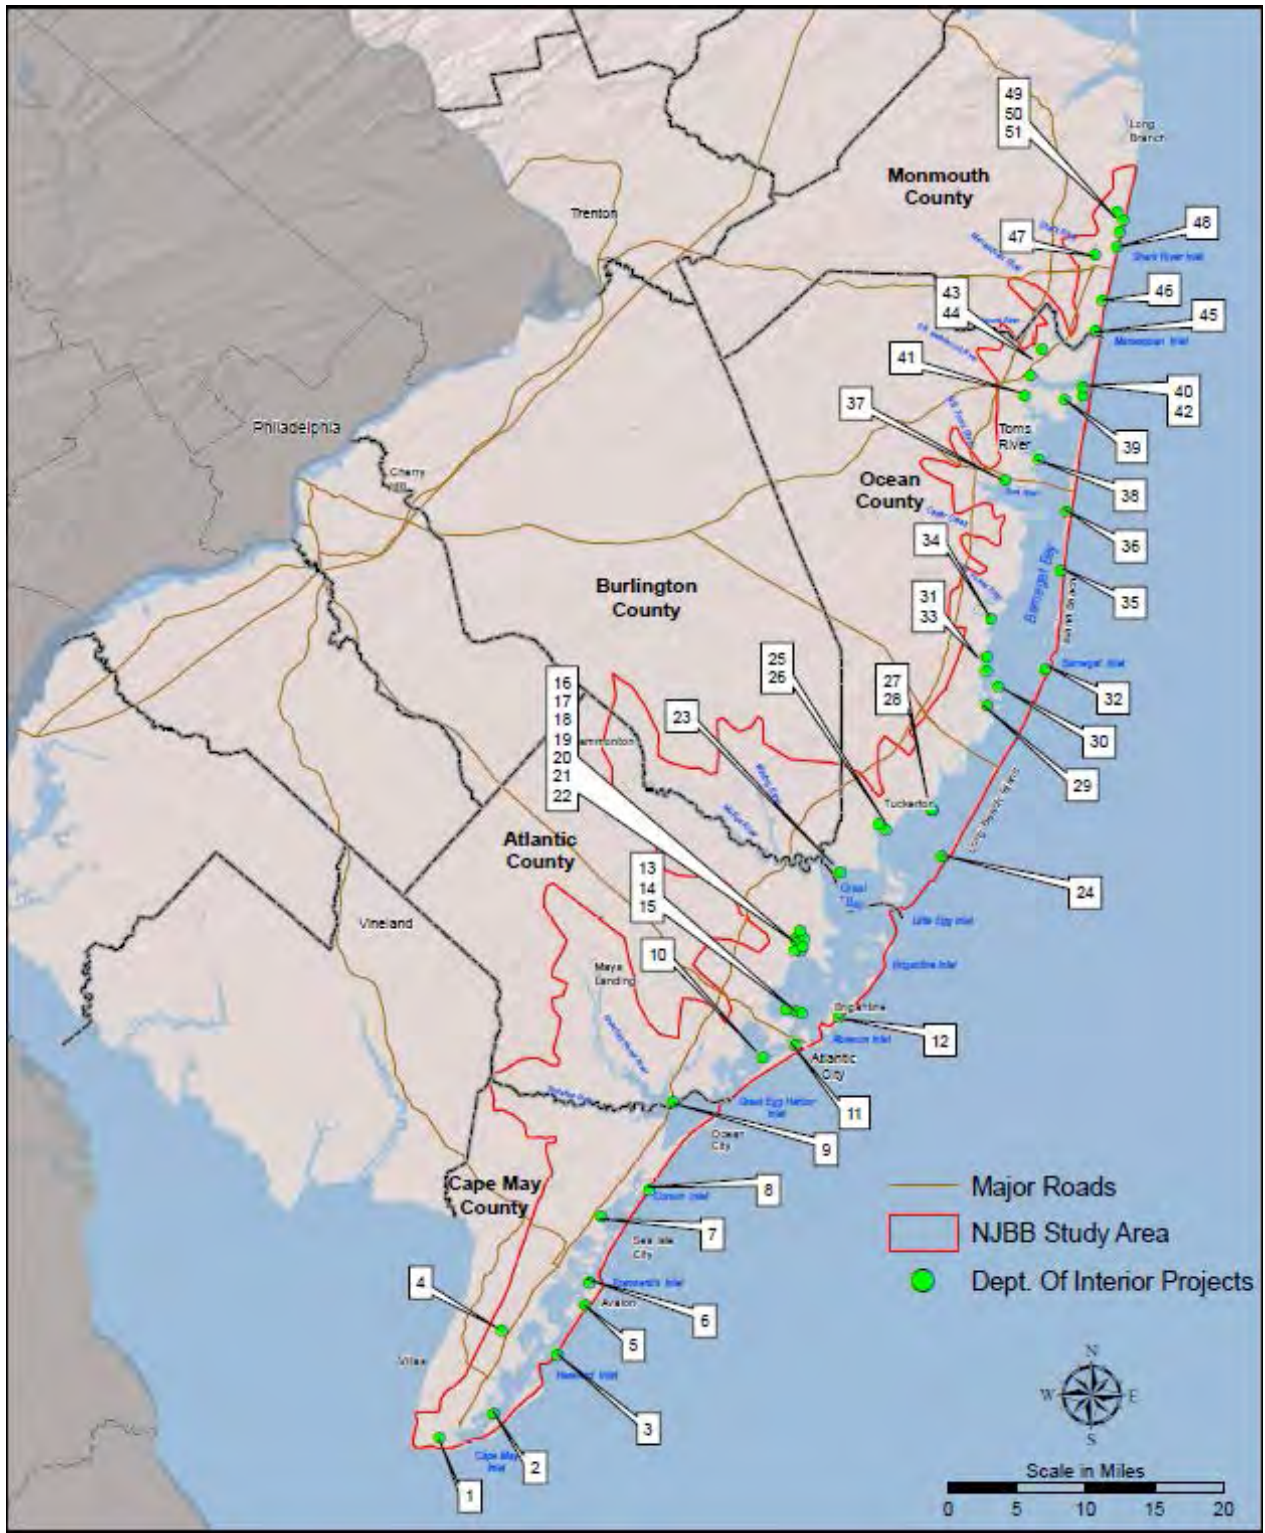 49
50
51
Long
Branch
Monmouth
County
Trenton
48
47
Shark River Inlet
46
43
44
45
Manasquan Inlet
41
40
42
37
Philadelphia
Toms
River
39
Cherry
Ocean
County
38
34
36
Barnegat Bay
Burlington
County
31
33
35
Barnegat Inlet
25
26
27
28
32
16
17
18
19
20
21
22
23
30
29
Tuckerton
Long Beach Island
Atlantic
County
13
14
15
Great
Bay
24
Vineland
Little Egg Inlet
10
Brigantine Inlet
Mays
Landing
Brigantine
12
Absecon Inlet
Atlantic
City
11
Great Egg Harbor
Inlet
Ocean
City
9
Cape May
County
8
Corson Inlet
Major Roads
7
Sea Isle
City
NJBB Study Area
4
Townsends Inlet
Dept. Of Interior Projects
Avalon
6
5
Villas
Hereford Inlet
N
W
E
S
3
Cape May
Inlet
2
1
Scale in Miles
0 5 10 15 20